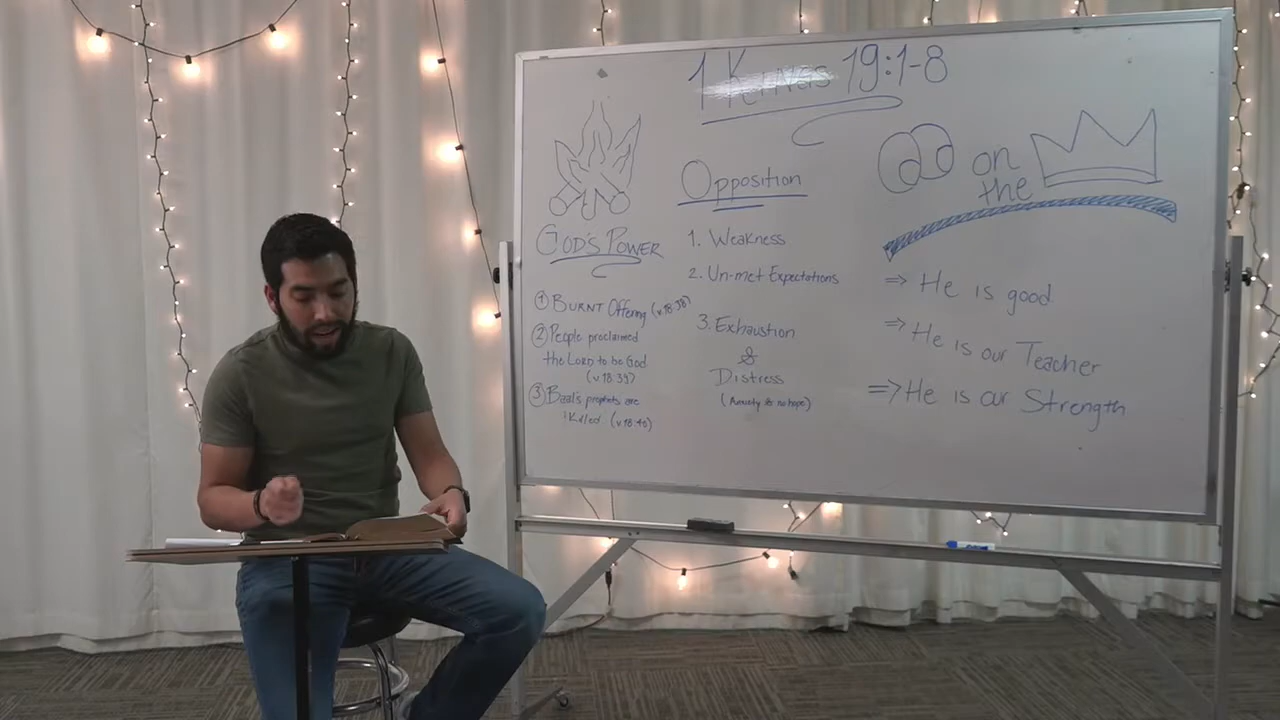 1 Kings 19:1-8
GOD'S POWER
① BURNT Offering (v.18:38)
② People proclaimed
the LORD to be God
(v 18:39)
③ Baal's prophets are
killed. (v 18:40)
Opposition
1. Weakness
2. Un-met Expectations
3. Exhaustion
&
Distress
(Anxiety & no hope)
on
the
⇒ He is good
⇒ He is our Teacher
⇒ He is our Strength